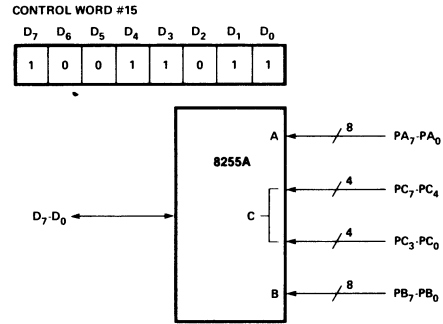 CONTROL WORD #15
D7 D6 D5 D4 D3 D2 D1 D0
1 0 0 1 1 0 1 1
A 8 PA7-PA0
8255A
4 PC7-PC4
D7-D0 C
4 PC3-PC0
B 8 PB7-PB0